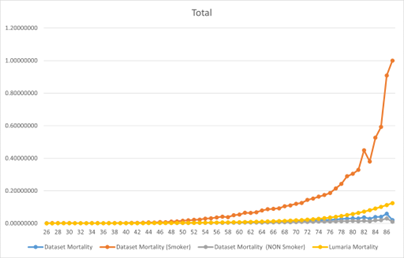 Total
1.20000000
1.00000000
0.80000000
0.60000000
0.40000000
0.20000000
0.00000000
26 28 30 32 34 36 38 40 42 44 46 48 50 52 54 56 58 60 62 64 66 68 70 72 74 76 78 80 82 84 86
Dataset Mortality Dataset Mortality (Smoker) Dataset Mortality (NON Smoker) Lumaria Mortality